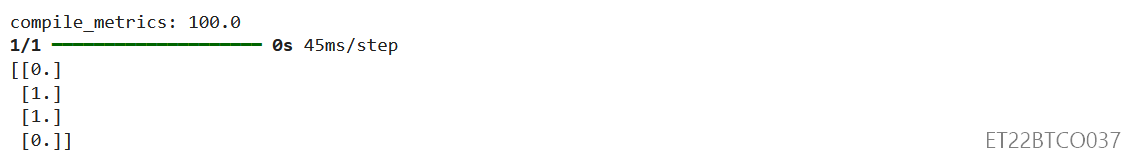 compile_metrics: 100.0
1/1 ━━━━━━━━━━━━━━━━━━━━ 0s 45ms/step
[[0.]
 [1.]
 [1.]
 [0.]]
ET22BTCO037